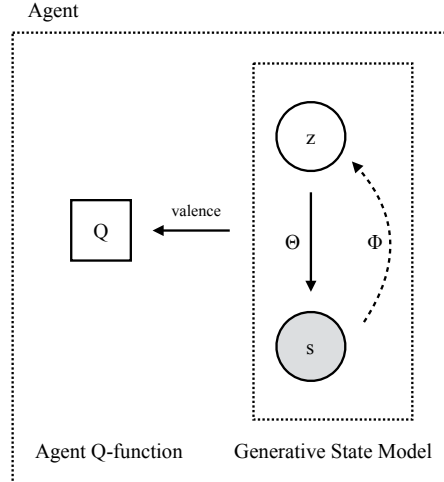 Agent
z
valence
Q
Θ
Φ
s
Agent Q-function
Generative State Model